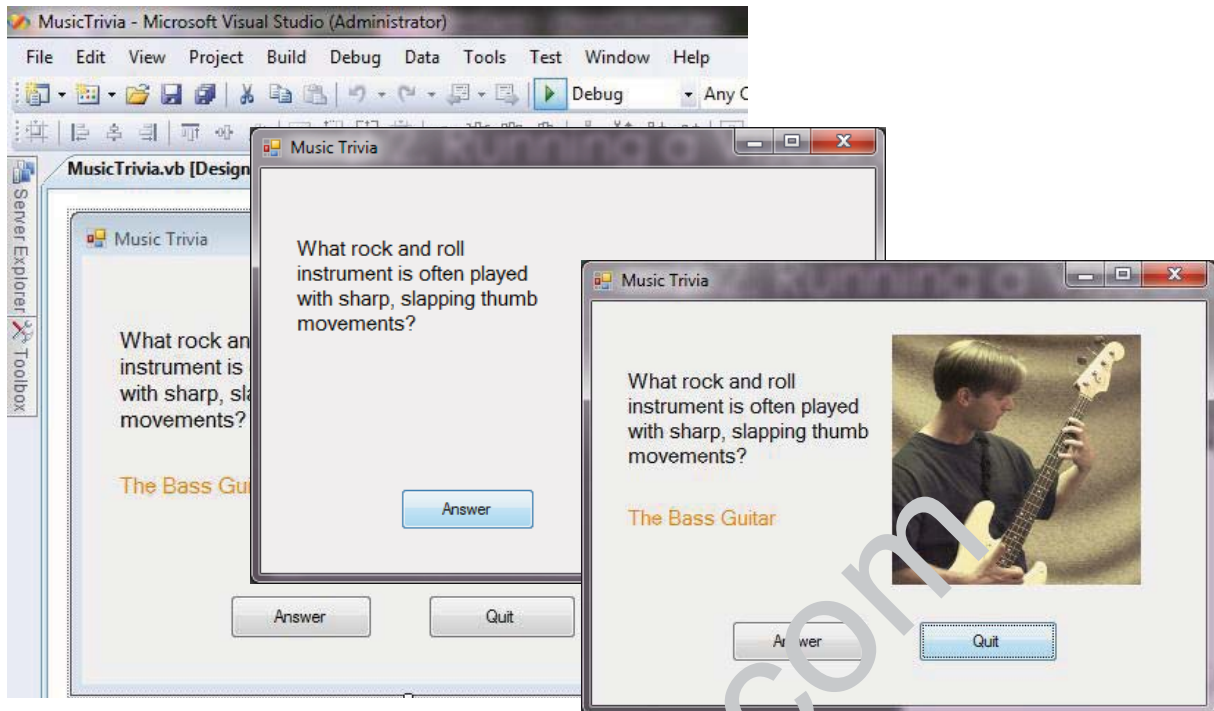 MusicTrivia - Microsoft Visual Studio (Administrator)
File Edit View Project Build Debug Data Tools Test Window Help
Debug Any C
MusicTrivia.vb [Design
Server Explorer
Toolbox
Music Trivia
What rock an
instrument is
with sharp, sla
movements?
The Bass Gui
Answer Quit
Music Trivia
What rock and roll
instrument is often played
with sharp, slapping thumb
movements?
Answer
Music Trivia
What rock and roll
instrument is often played
with sharp, slapping thumb
movements?
The Bass Guitar
Quit
com